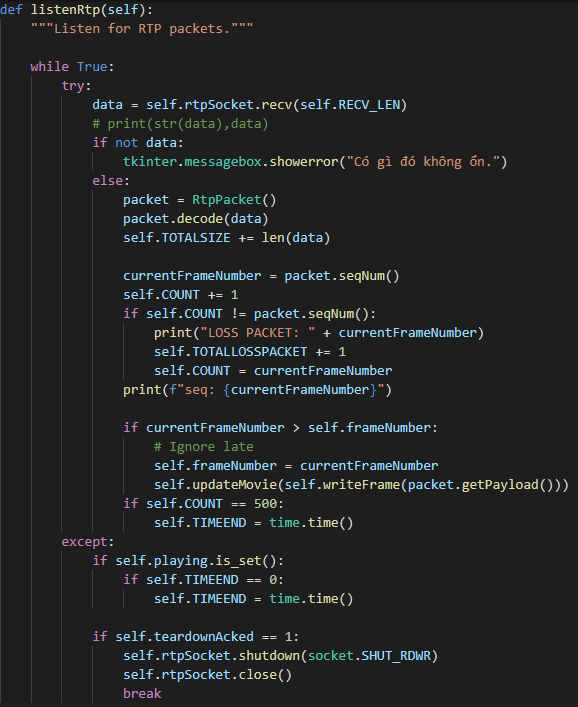 def listenRtp(self):
    """Listen for RTP packets."""

    while True:
        try:
            data = self.rtpSocket.recv(self.RECV_LEN)
            # print(str(data),data)
            if not data:
                tkinter.messagebox.showerror("Có gì đó không ổn.")
            else:
                packet = RtpPacket()
                packet.decode(data)
                self.TOTALSIZE += len(data)

                currentFrameNumber = packet.seqNum()
                self.COUNT += 1
                if self.COUNT != packet.seqNum():
                    print("LOSS PACKET: " + currentFrameNumber)
                    self.TOTALLOSSPACKET += 1
                    self.COUNT = currentFrameNumber
                print(f"seq: {currentFrameNumber}")

                if currentFrameNumber > self.frameNumber:
                    # Ignore late
                    self.frameNumber = currentFrameNumber
                    self.updateMovie(self.writeFrame(packet.getPayload()))
                if self.COUNT == 500:
                    self.TIMEEND = time.time()
        except:
            if self.playing.is_set():
                if self.TIMEEND == 0:
                    self.TIMEEND = time.time()

            if self.teardownAcked == 1:
                self.rtpSocket.shutdown(socket.SHUT_RDWR)
                self.rtpSocket.close()
                break